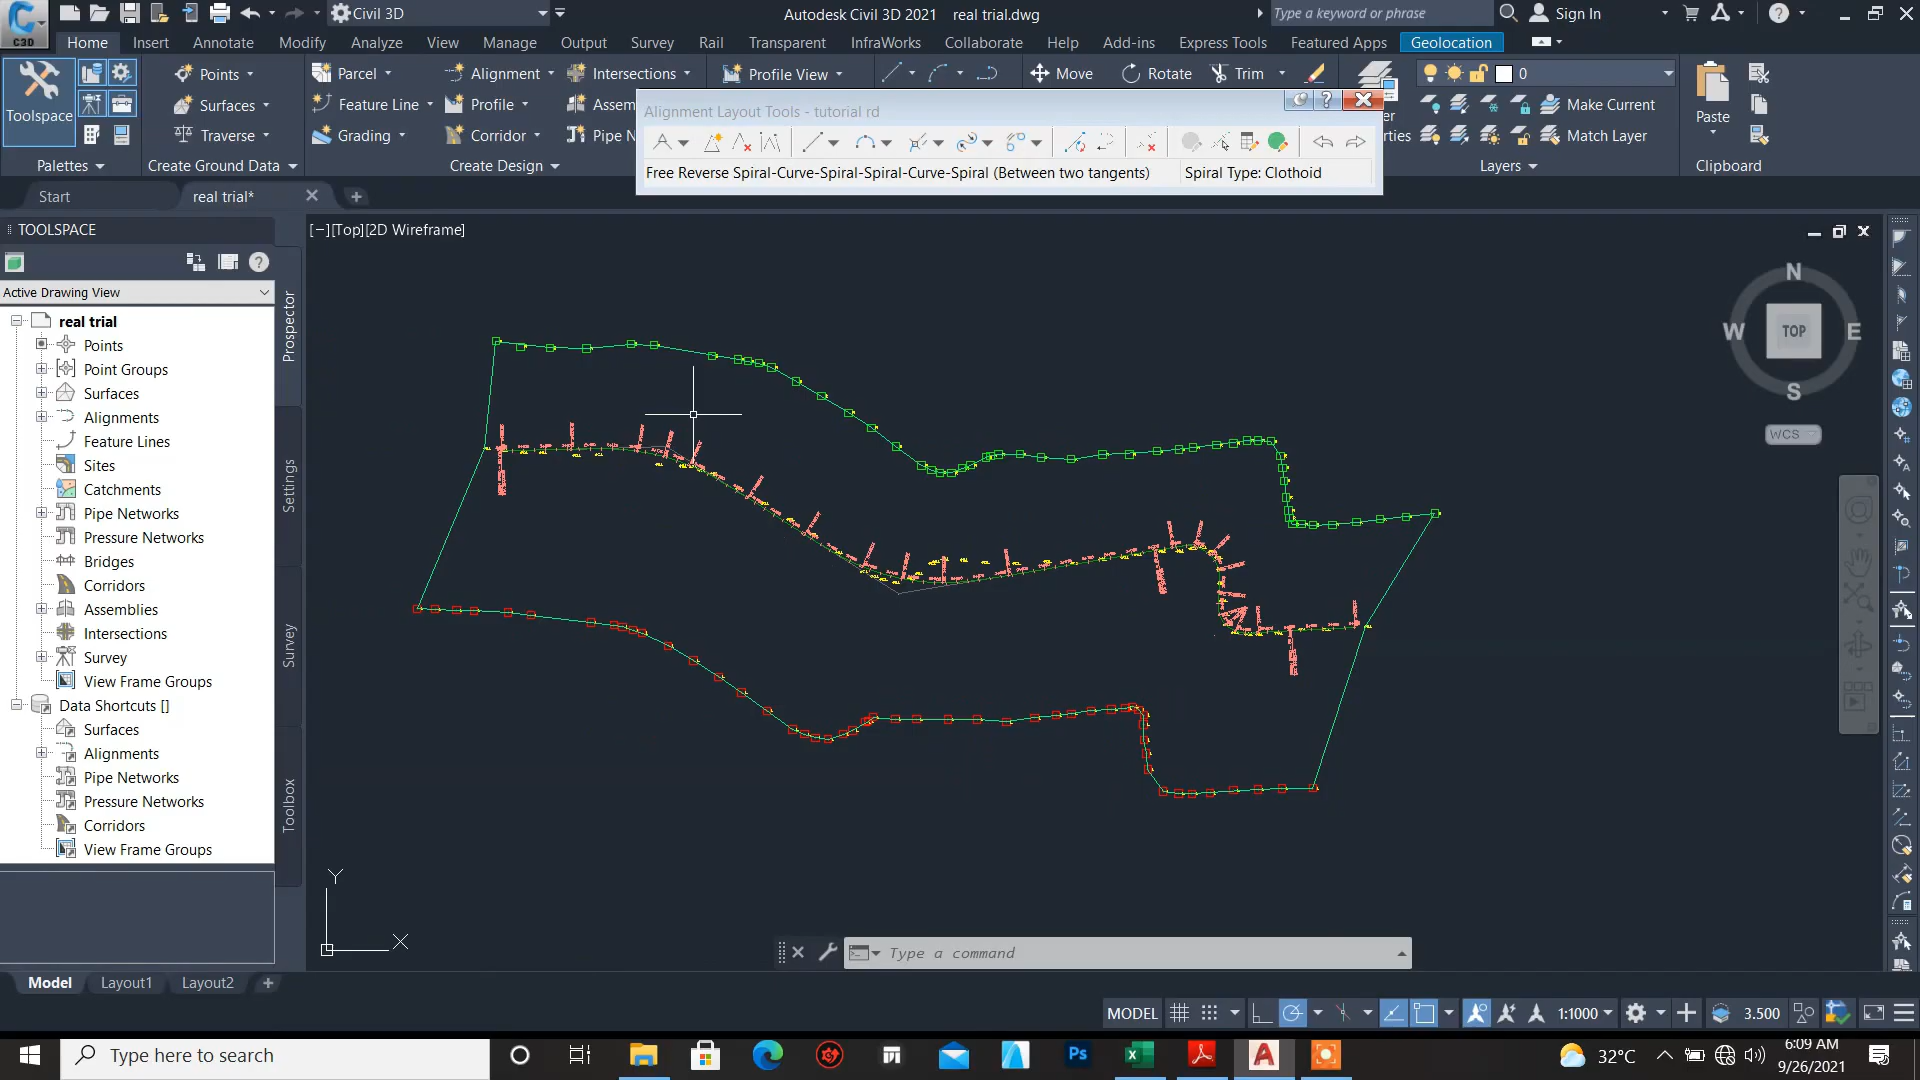 C3D
Civil 3D
Autodesk Civil 3D 2021 real trial.dwg
Type a keyword or phrase
Sign In
Home Insert Annotate Modify Analyze View Manage Output Survey Rail Transparent InfraWorks Collaborate Help Add-ins Express Tools Featured Apps Geolocation
Toolspace
Points
Surfaces
Traverse
Parcel
Feature Line
Grading
Alignment
Profile
Corridor
Intersections
Assem
Pipe N
Profile View
Move
Rotate
Trim
0
Make Current
Match Layer
Paste
Palettes
Create Ground Data
Create Design
Layers
Clipboard
Alignment Layout Tools - tutorial rd
Free Reverse Spiral-Curve-Spiral-Spiral-Curve-Spiral (Between two tangents)
Spiral Type: Clothoid
Start
real trial*
TOOLSPACE
Active Drawing View
real trial
Points
Point Groups
Surfaces
Alignments
Feature Lines
Sites
Catchments
Pipe Networks
Pressure Networks
Bridges
Corridors
Assemblies
Intersections
Survey
View Frame Groups
Data Shortcuts []
Surfaces
Alignments
Pipe Networks
Pressure Networks
Corridors
View Frame Groups
Prospector
Settings
Survey
Toolbox
[−][Top][2D Wireframe]
N
W
TOP
E
S
WCS
Y
X
Type a command
Model
Layout1
Layout2
MODEL
1:1000
3.500
Type here to search
Ps
32°C
6:09 AM
9/26/2021